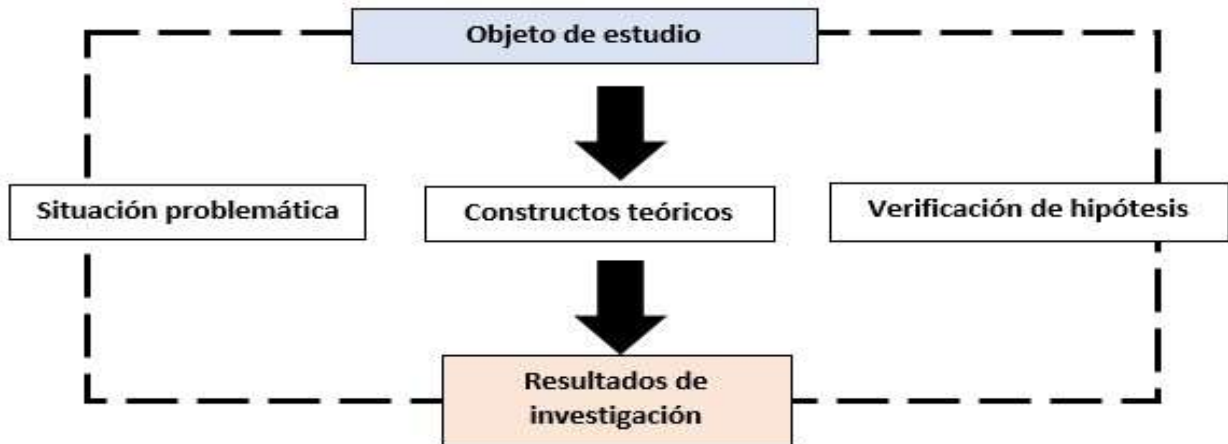 Objeto de estudio
Situación problemática
Constructos teóricos
Verificación de hipótesis
Resultados de
investigación